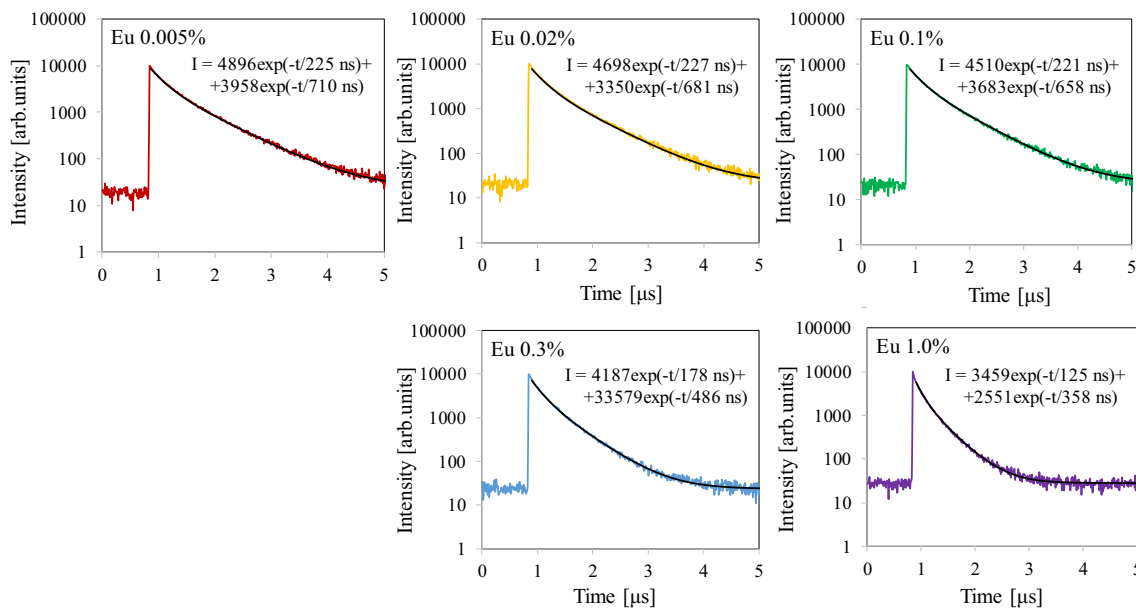 Eu 0.005%
I = 4896exp(-t/225 ns)+
+3958exp(-t/710 ns)
Intensity [arb.units]
100000
10000
1000
100
10
1
0 1 2 3 4 5
Eu 0.02%
I = 4698exp(-t/227 ns)+
+3350exp(-t/681 ns)
Intensity [arb.units]
100000
10000
1000
100
10
1
0 1 2 3 4 5
Time [µs]
Eu 0.1%
I = 4510exp(-t/221 ns)+
+3683exp(-t/658 ns)
Intensity [arb.units]
100000
10000
1000
100
10
1
0 1 2 3 4 5
Time [µs]
Eu 0.3%
I = 4187exp(-t/178 ns)+
+33579exp(-t/486 ns)
Intensity [arb.units]
100000
10000
1000
100
10
1
0 1 2 3 4 5
Time [µs]
Eu 1.0%
I = 3459exp(-t/125 ns)+
+2551exp(-t/358 ns)
Intensity [arb.units]
100000
10000
1000
100
10
1
0 1 2 3 4 5
Time [µs]